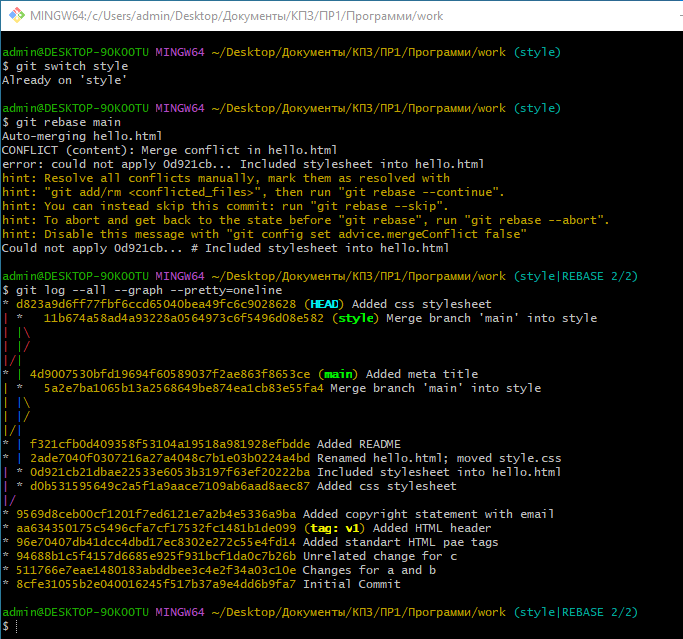 MINGW64:/c/Users/admin/Desktop/Документы/КПЗ/ПР1/Программи/work
admin@DESKTOP-9OKOOTU MINGW64 ~/Desktop/Документы/КПЗ/ПР1/Программи/work (style)
$ git switch style
Already on 'style'
admin@DESKTOP-9OKOOTU MINGW64 ~/Desktop/Документы/КПЗ/ПР1/Программи/work (style)
$ git rebase main
Auto-merging hello.html
CONFLICT (content): Merge conflict in hello.html
error: could not apply 0d921cb... Included stylesheet into hello.html
hint: Resolve all conflicts manually, mark them as resolved with
hint: "git add/rm <conflicted_files>", then run "git rebase --continue".
hint: You can instead skip this commit: run "git rebase --skip".
hint: To abort and get back to the state before "git rebase", run "git rebase --abort".
hint: Disable this message with "git config set advice.mergeConflict false"
Could not apply 0d921cb... # Included stylesheet into hello.html
admin@DESKTOP-9OKOOTU MINGW64 ~/Desktop/Документы/КПЗ/ПР1/Программи/work (style|REBASE 2/2)
$ git log --all --graph --pretty=oneline
* d823a9d6ff77fbf6ccd65040bea49fc6c9028628 (HEAD) Added css stylesheet
| *   11b674a58ad4a93228a0564973c6f5496d08e582 (style) Merge branch 'main' into style
| |\
| |/
|/|
* | 4d9007530bfd19694f60589037f2ae863f8653ce (main) Added meta title
| *   5a2e7ba1065b13a2568649be874ea1cb83e55fa4 Merge branch 'main' into style
| |\
| |/
|/|
* | f321cfb0d409358f53104a19518a981928efbdde Added README
* | 2ade7040f0307216a27a4048c7b1e03b0224a4bd Renamed hello.html; moved style.css
| * 0d921cb21dbae22533e6053b3197f63ef20222ba Included stylesheet into hello.html
| * d0b531595649c2a5f1a9aace7109ab6aad8aec87 Added css stylesheet
|/
* 9569d8ceb00cf1201f7ed6121e7a2b4e5336a9ba Added copyright statement with email
* aa634350175c5496cfa7cf17532fc1481b1de099 (tag: v1) Added HTML header
* 96e70407db41dcc4dbd17ec8302e272c55e4fd14 Added standart HTML pae tags
* 94688b1c5f4157d6685e925f931bcf1da0c7b26b Unrelated change for c
* 511766e7eae1480183abddbee3c4e2f34a03c10e Changes for a and b
* 8cfe31055b2e040016245f517b37a9e4dd6b9fa7 Initial Commit
admin@DESKTOP-9OKOOTU MINGW64 ~/Desktop/Документы/КПЗ/ПР1/Программи/work (style|REBASE 2/2)
$